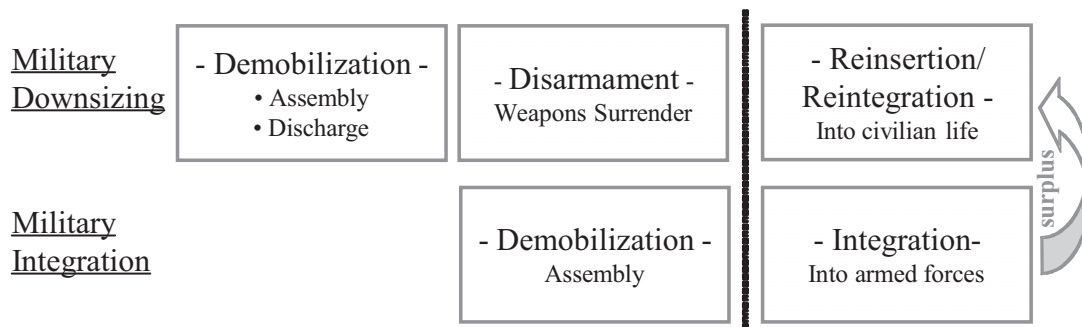 Military
Downsizing
- Demobilization -
• Assembly
• Discharge
- Disarmament -
Weapons Surrender
- Reinsertion/
Reintegration -
Into civilian life
surplus
Military
Integration
- Demobilization -
Assembly
- Integration-
Into armed forces